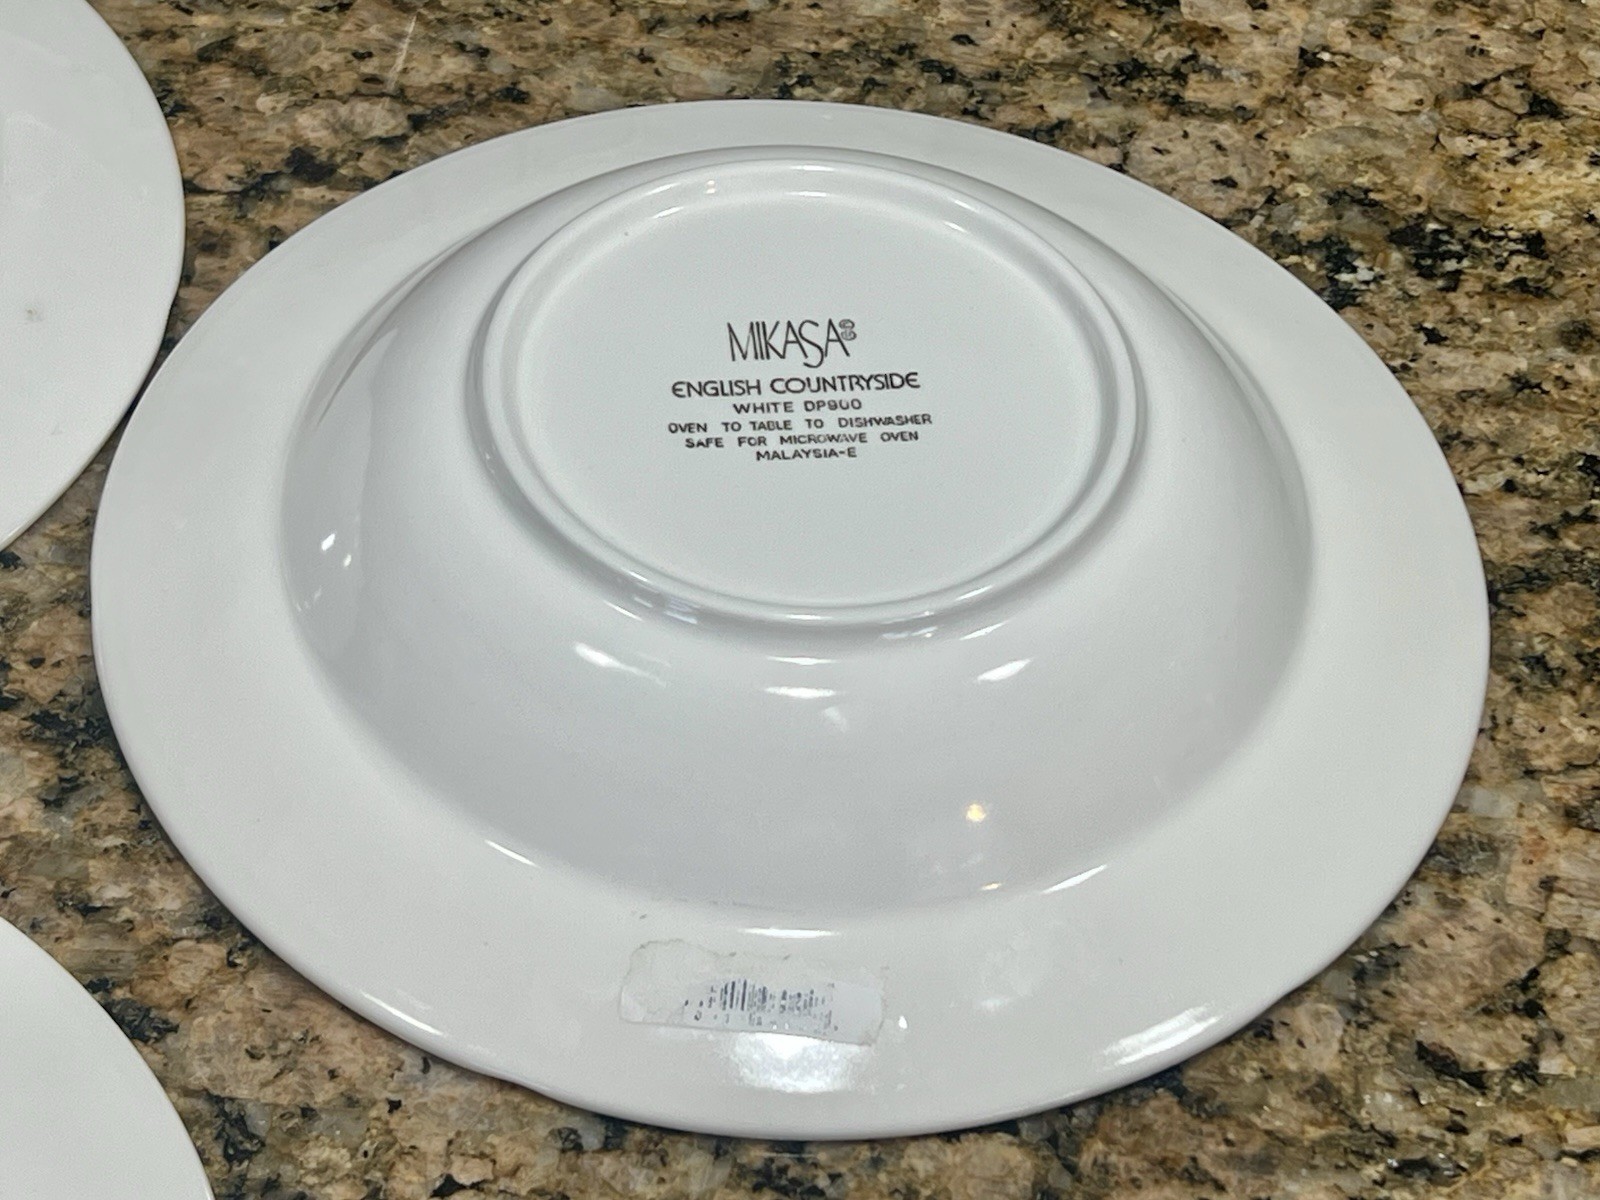 MIKASA
ENGLISH COUNTRYSIDE
WHITE DP900
OVEN TO TABLE TO DISHWASHER
SAFE FOR MICROWAVE OVEN
MALAYSIA-E